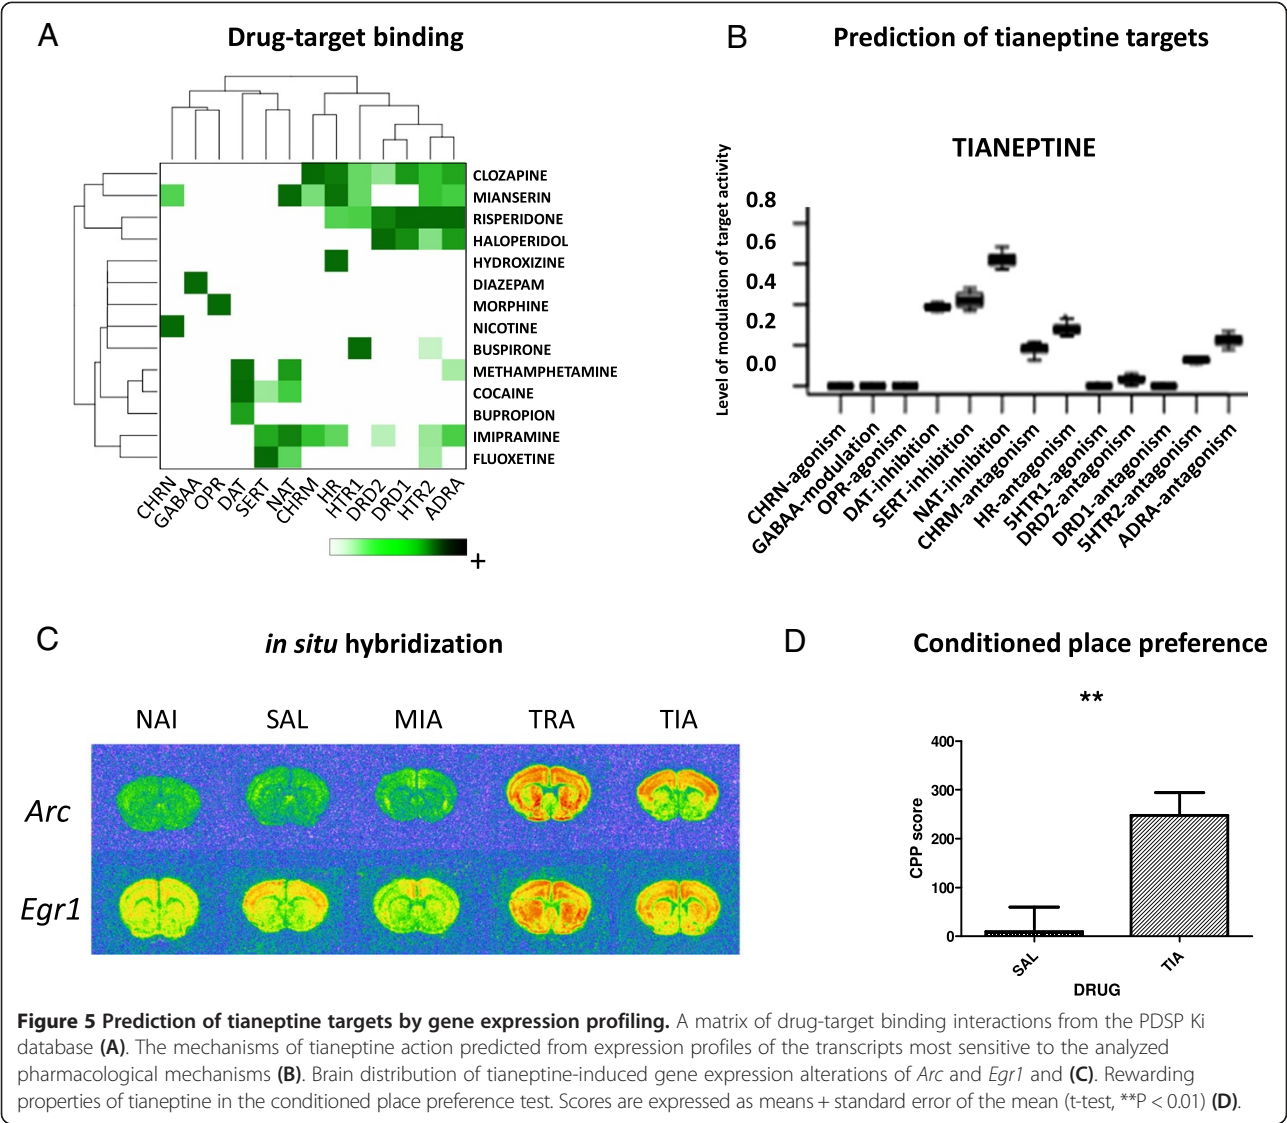 A
Drug-target binding
CLOZAPINE
MIANSERIN
RISPERIDONE
HALOPERIDOL
HYDROXIZINE
DIAZEPAM
MORPHINE
NICOTINE
BUSPIRONE
METHAMPHETAMINE
COCAINE
BUPROPION
IMIPRAMINE
FLUOXETINE
CHRN
GABAA
OPR
DAT
SERT
NAT
CHRM
HR
HTR1
DRD2
DRD1
HTR2
ADRA
+
B
Prediction of tianeptine targets
TIANEPTINE
Level of modulation of target activity
0.8
0.6
0.4
0.2
0.0
CHRN-agonism
GABAA-modulation
OPR-agonism
DAT-inhibition
SERT-inhibition
NAT-inhibition
CHRM-antagonism
HR-antagonism
5HTR1-agonism
DRD2-antagonism
DRD1-antagonism
5HTR2-antagonism
ADRA-antagonism
C
in situ hybridization
NAI SAL MIA TRA TIA
Arc
Egr1
D
Conditioned place preference
**
CPP score
400
300
200
100
0
SAL
TIA
DRUG
Figure 5 Prediction of tianeptine targets by gene expression profiling. A matrix of drug-target binding interactions from the PDSP Ki
database (A). The mechanisms of tianeptine action predicted from expression profiles of the transcripts most sensitive to the analyzed
pharmacological mechanisms (B). Brain distribution of tianeptine-induced gene expression alterations of Arc and Egr1 and (C). Rewarding
properties of tianeptine in the conditioned place preference test. Scores are expressed as means + standard error of the mean (t-test, **P < 0.01) (D).